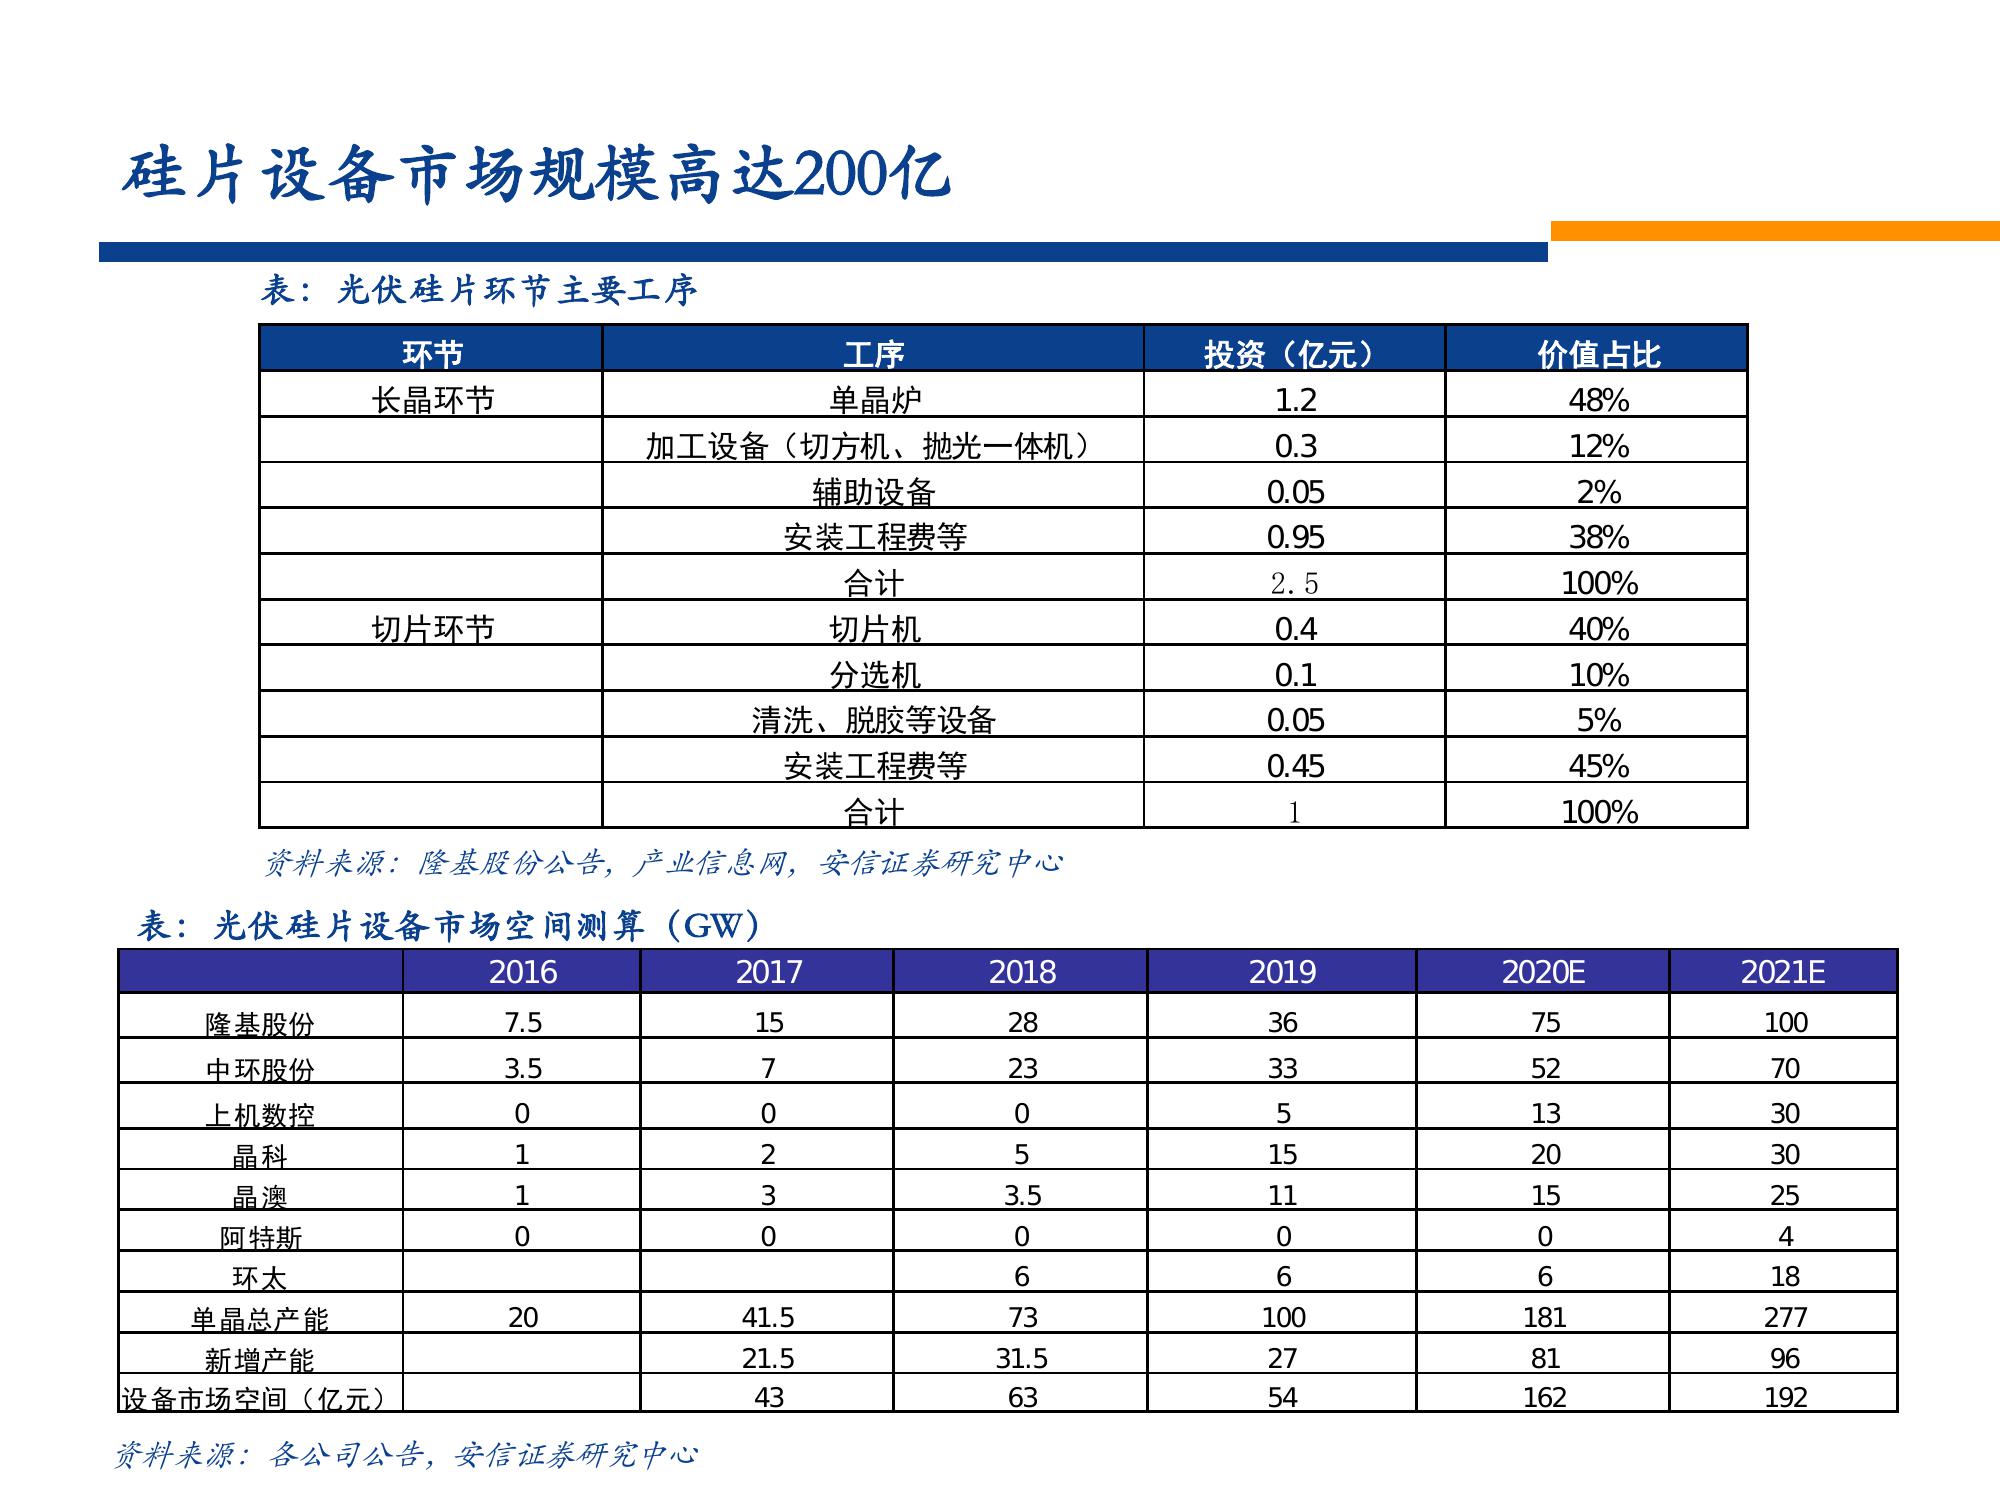 硅片设备市场规模高达200亿
表：光伏硅片环节主要工序
环节 工序 投资（亿元） 价值占比
长晶环节 单晶炉 1.2 48%
加工设备（切方机、抛光一体机） 0.3 12%
辅助设备 0.05 2%
安装工程费等 0.95 38%
合计 2.5 100%
切片环节 切片机 0.4 40%
分选机 0.1 10%
清洗、脱胶等设备 0.05 5%
安装工程费等 0.45 45%
合计 1 100%
资料来源：隆基股份公告，产业信息网，安信证券研究中心
表：光伏硅片设备市场空间测算（GW）
2016 2017 2018 2019 2020E 2021E
隆基股份 7.5 15 28 36 75 100
中环股份 3.5 7 23 33 52 70
上机数控 0 0 0 5 13 30
晶科 1 2 5 15 20 30
晶澳 1 3 3.5 11 15 25
阿特斯 0 0 0 0 0 4
环太 6 6 6 18
单晶总产能 20 41.5 73 100 181 277
新增产能 21.5 31.5 27 81 96
设备市场空间（亿元） 43 63 54 162 192
资料来源：各公司公告，安信证券研究中心